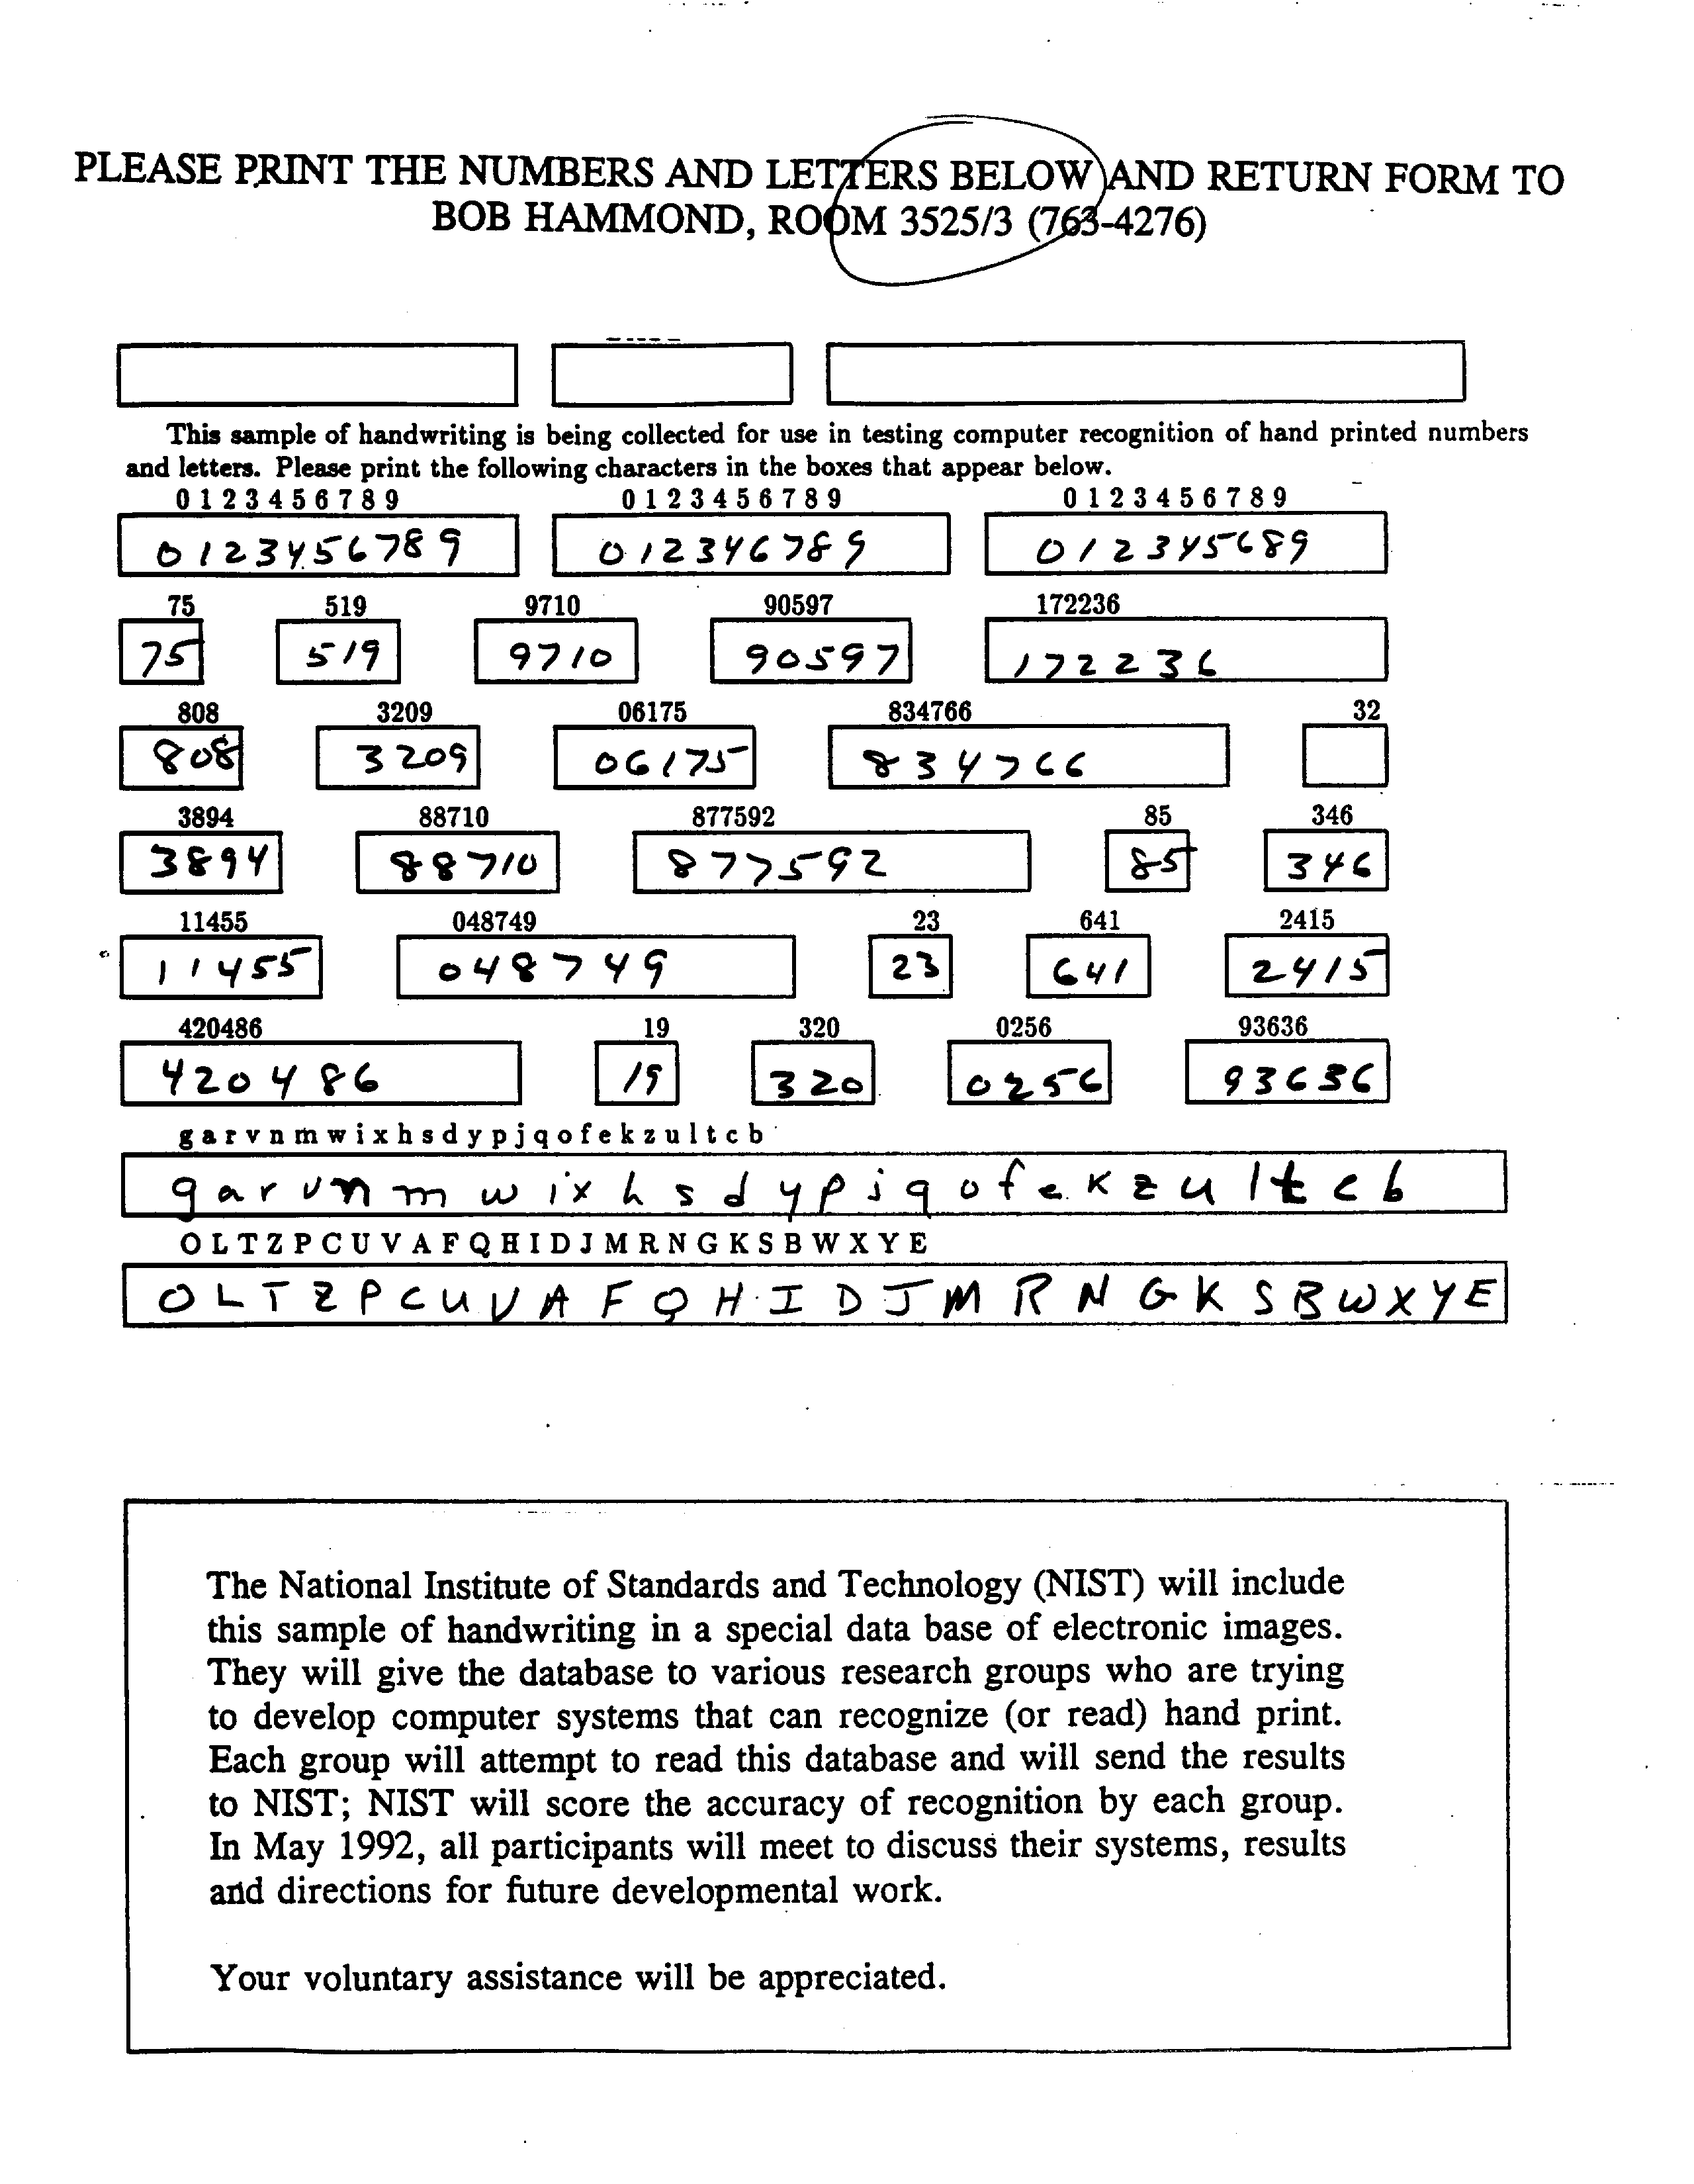 PLEASE PRINT THE NUMBERS AND LETTERS BELOW AND RETURN FORM TO
BOB HAMMOND, ROOM 3525/3 (763-4276)
This sample of handwriting is being collected for use in testing computer recognition of hand printed numbers
and letters. Please print the following characters in the boxes that appear below.
0 1 2 3 4 5 6 7 8 9 0 1 2 3 4 5 6 7 8 9 0 1 2 3 4 5 6 7 8 9
0123456789 012346789 012345689
75 519 9710 90597 172236
75 519 9710 90597 172236
808 3209 06175 834766 32
808 3209 06175 834766
3894 88710 877592 85 346
3894 88710 877592 85 346
11455 048749 23 641 2415
11455 048749 23 641 2415
420486 19 320 0256 93636
420486 19 320 0256 93636
g a r v n m w i x h s d y p j q o f e k z u l t c b
g a r v n m w i x h s d y p j q o f e k z u l t c b
O L T Z P C U V A F Q H I D J M R N G K S B W X Y E
O L T Z P C U V A F Q H I D J M R N G K S B W X Y E
The National Institute of Standards and Technology (NIST) will include
this sample of handwriting in a special data base of electronic images.
They will give the database to various research groups who are trying
to develop computer systems that can recognize (or read) hand print.
Each group will attempt to read this database and will send the results
to NIST; NIST will score the accuracy of recognition by each group.
In May 1992, all participants will meet to discuss their systems, results
and directions for future developmental work.
Your voluntary assistance will be appreciated.